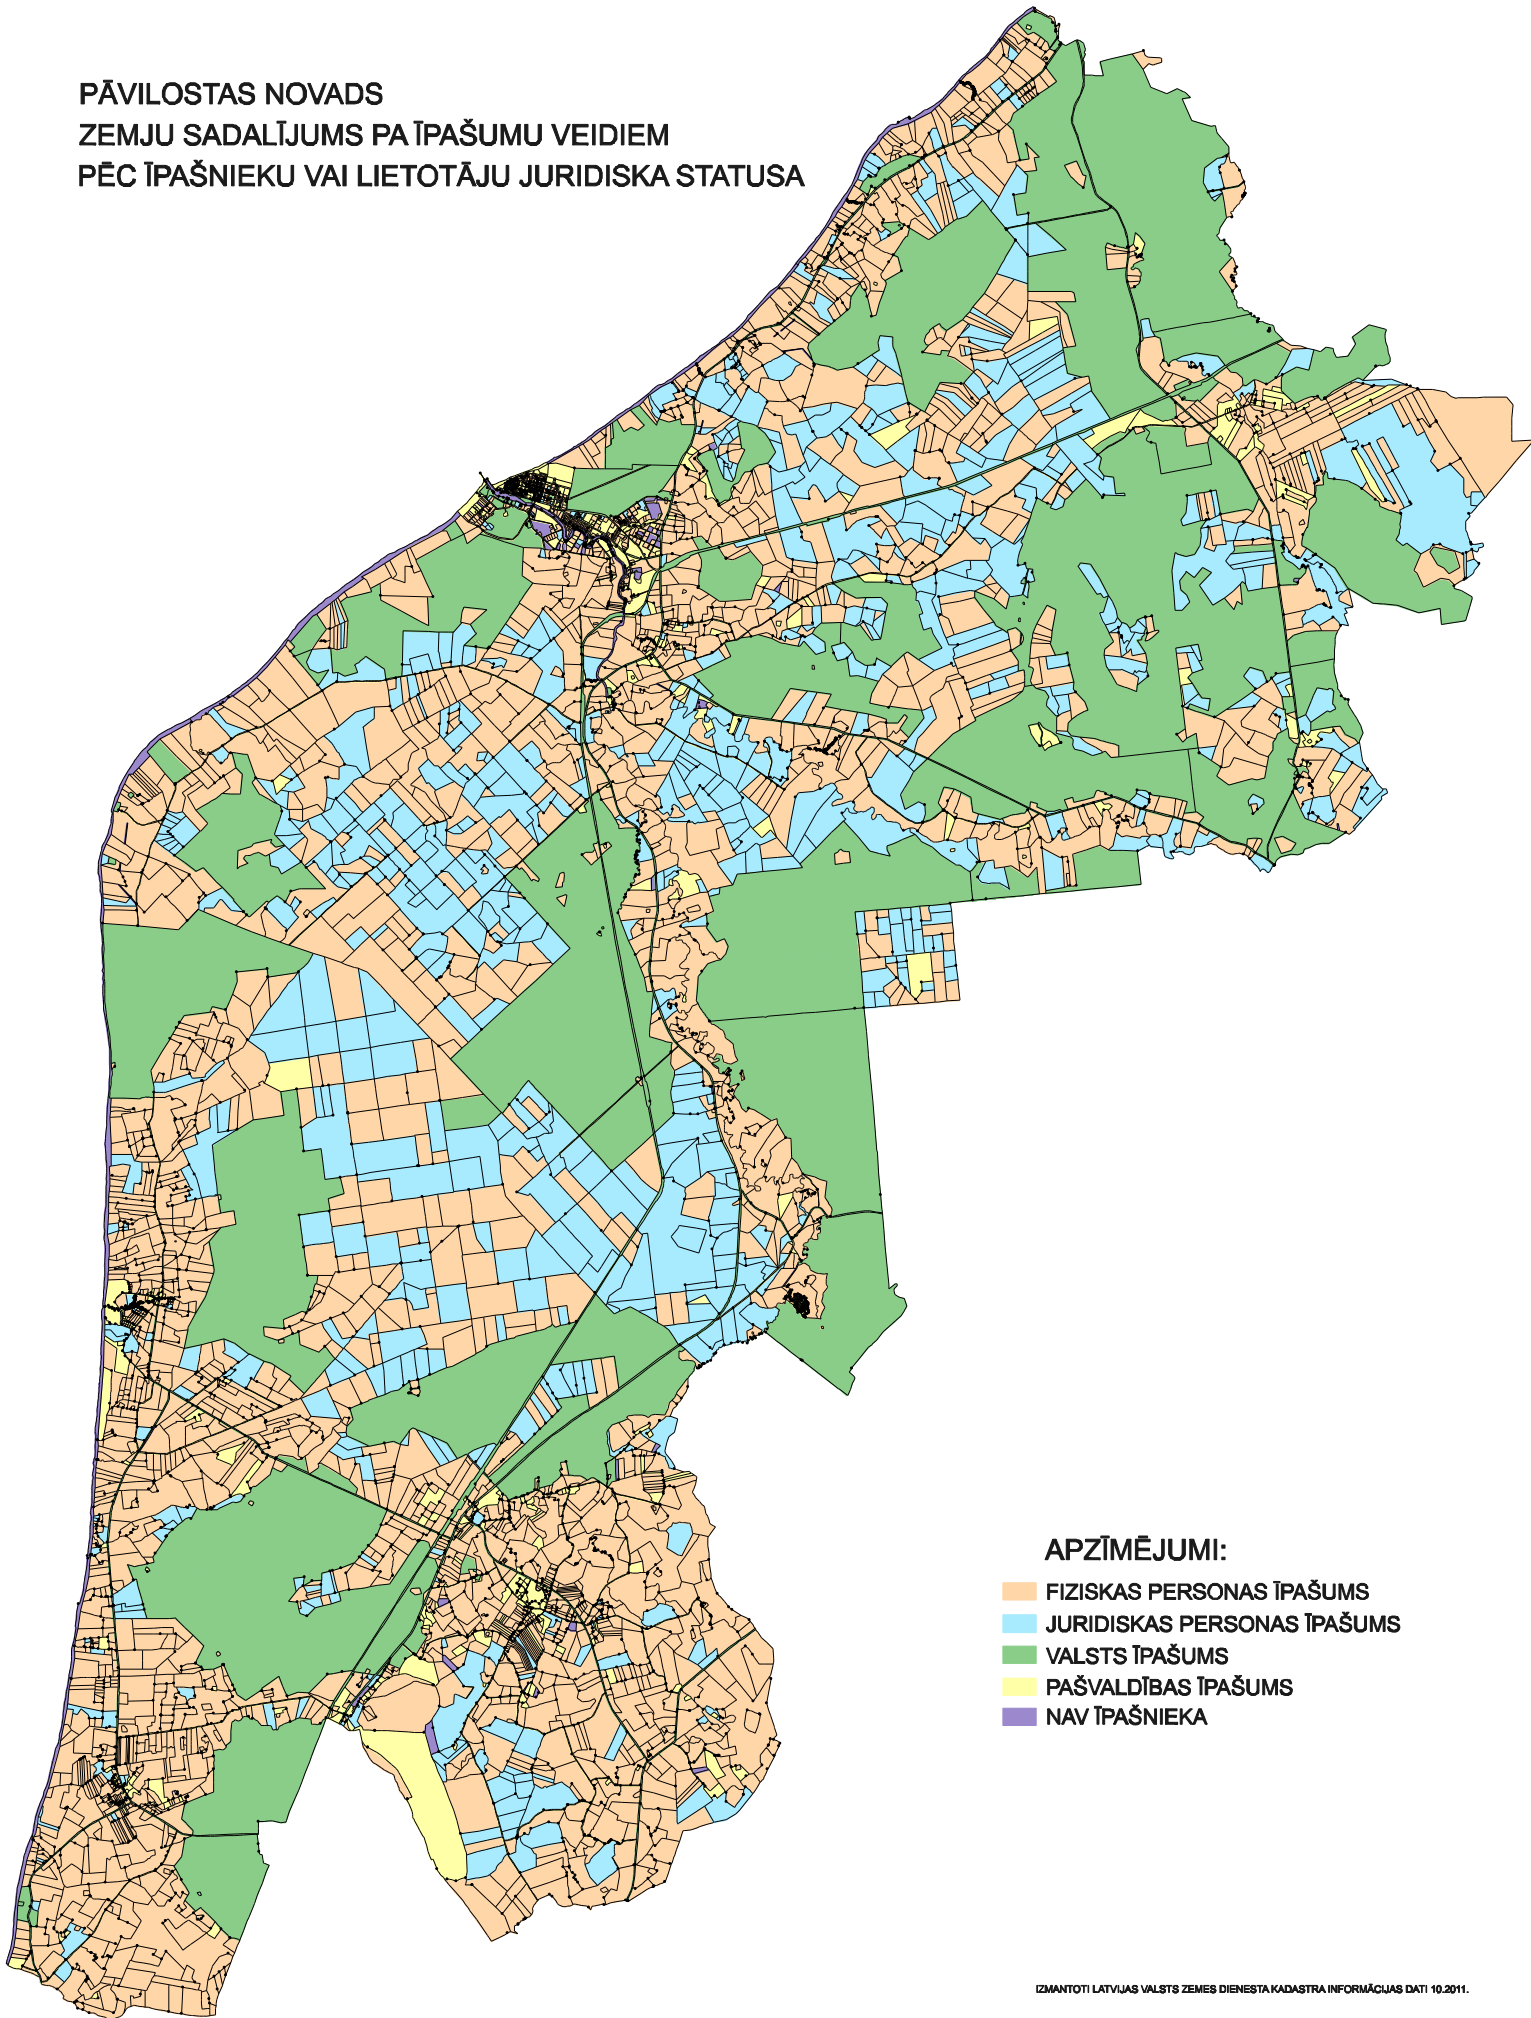 PĀVILOSTAS NOVADS
ZEMJU SADALĪJUMS PA ĪPAŠUMU VEIDIEM
PĒC ĪPAŠNIEKU VAI LIETOTĀJU JURIDISKA STATUSA
APZĪMĒJUMI:
FIZISKAS PERSONAS ĪPAŠUMS
JURIDISKAS PERSONAS ĪPAŠUMS
VALSTS ĪPAŠUMS
PAŠVALDĪBAS ĪPAŠUMS
NAV ĪPAŠNIEKA
IZMANTOTI LATVIJAS VALSTS ZEMES DIENESTA KADASTRA INFORMĀCIJAS DATI 10.2011.